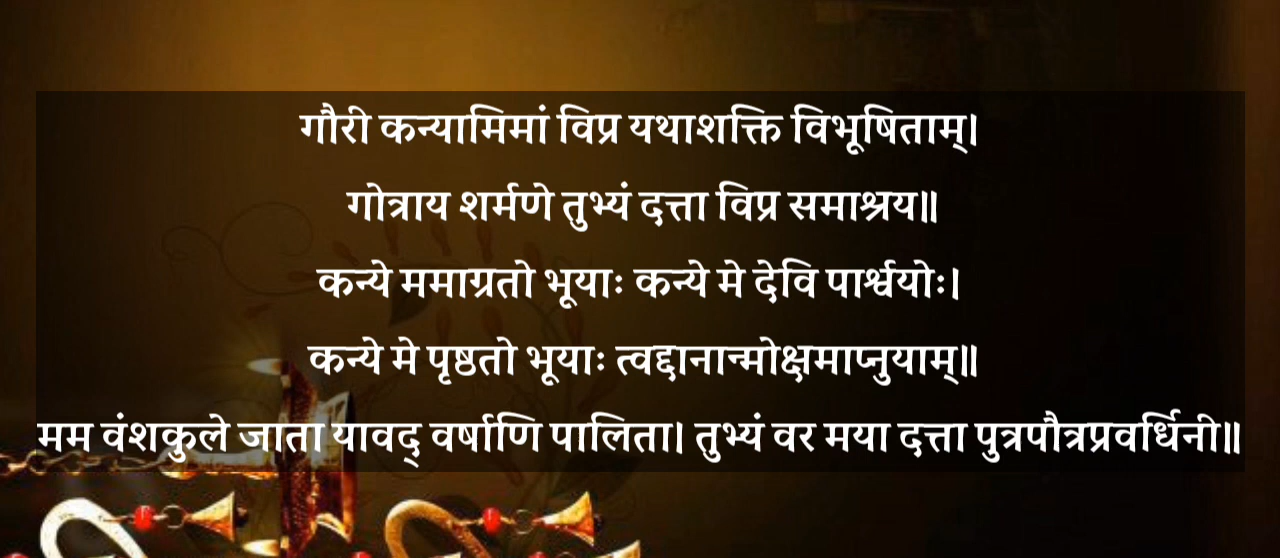 गौरी कन्यामिमां विप्र यथाशक्ति विभूषिताम्।
गोत्राय शर्मणे तुभ्यं दत्ता विप्र समाश्रय॥
कन्ये ममाग्रतो भूयाः कन्ये मे देवि पार्श्वयोः।
कन्ये मे पृष्ठतो भूयाः त्वद्दानान्मोक्षमाप्नुयाम्॥
मम वंशकुले जाता यावद् वर्षाणि पालिता। तुभ्यं वर मया दत्ता पुत्रपौत्रप्रवर्धिनी॥